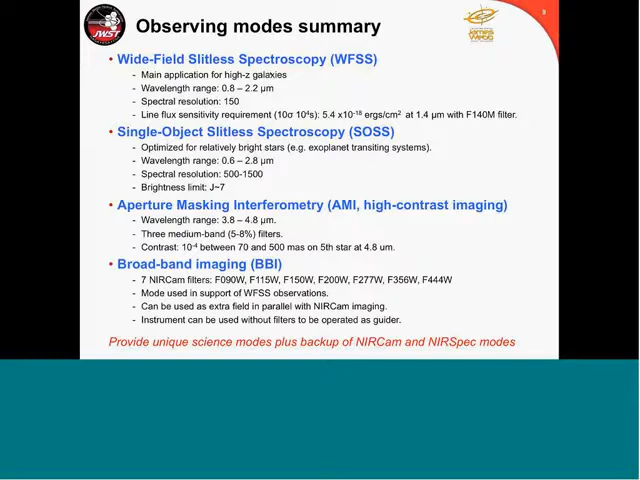 Observing modes summary
9
JWST
James Webb
• Wide-Field Slitless Spectroscopy (WFSS)
- Main application for high-z galaxies
- Wavelength range: 0.8 – 2.2 µm
- Spectral resolution: 150
- Line flux sensitivity requirement (10σ 10⁴s): 5.4 x10⁻¹⁸ ergs/cm² at 1.4 µm with F140M filter.
• Single-Object Slitless Spectroscopy (SOSS)
- Optimized for relatively bright stars (e.g. exoplanet transiting systems).
- Wavelength range: 0.6 – 2.8 µm
- Spectral resolution: 500-1500
- Brightness limit: J~7
• Aperture Masking Interferometry (AMI, high-contrast imaging)
- Wavelength range: 3.8 – 4.8 µm.
- Three medium-band (5-8%) filters.
- Contrast: 10⁻⁴ between 70 and 500 mas on 5th star at 4.8 um.
• Broad-band imaging (BBI)
- 7 NIRCam filters: F090W, F115W, F150W, F200W, F277W, F356W, F444W
- Mode used in support of WFSS observations.
- Can be used as extra field in parallel with NIRCam imaging.
- Instrument can be used without filters to be operated as guider.
Provide unique science modes plus backup of NIRCam and NIRSpec modes